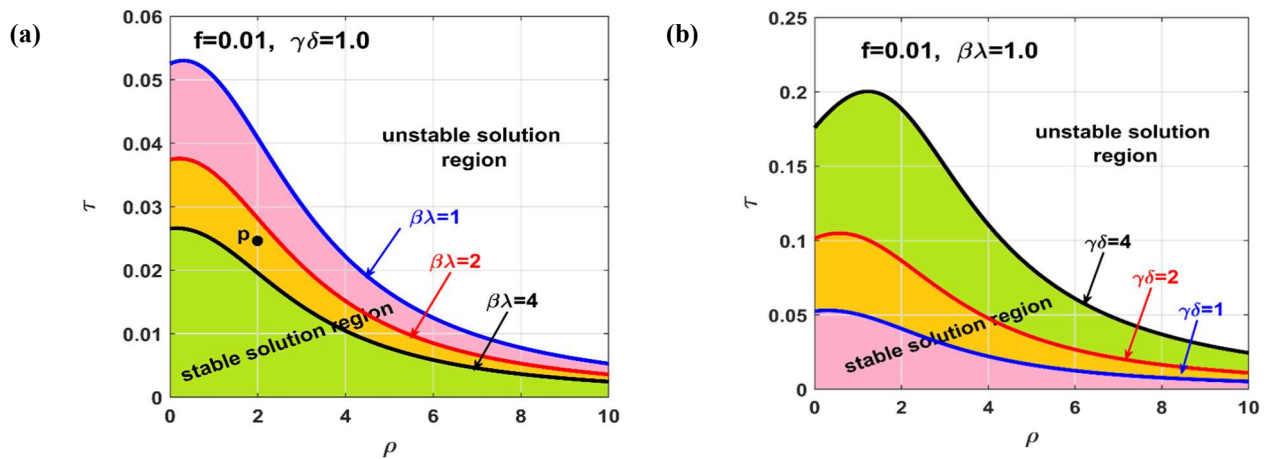 (a)
f=0.01, γδ=1.0
0.06
0.05
0.04
0.03
0.02
0.01
0
τ
unstable solution
region
βλ=1
βλ=2
βλ=4
p
stable solution region
0 2 4 6 8 10
ρ
(b)
f=0.01, βλ=1.0
0.25
0.2
0.15
0.1
0.05
0
τ
unstable solution
region
γδ=4
γδ=2
γδ=1
stable solution region
0 2 4 6 8 10
ρ